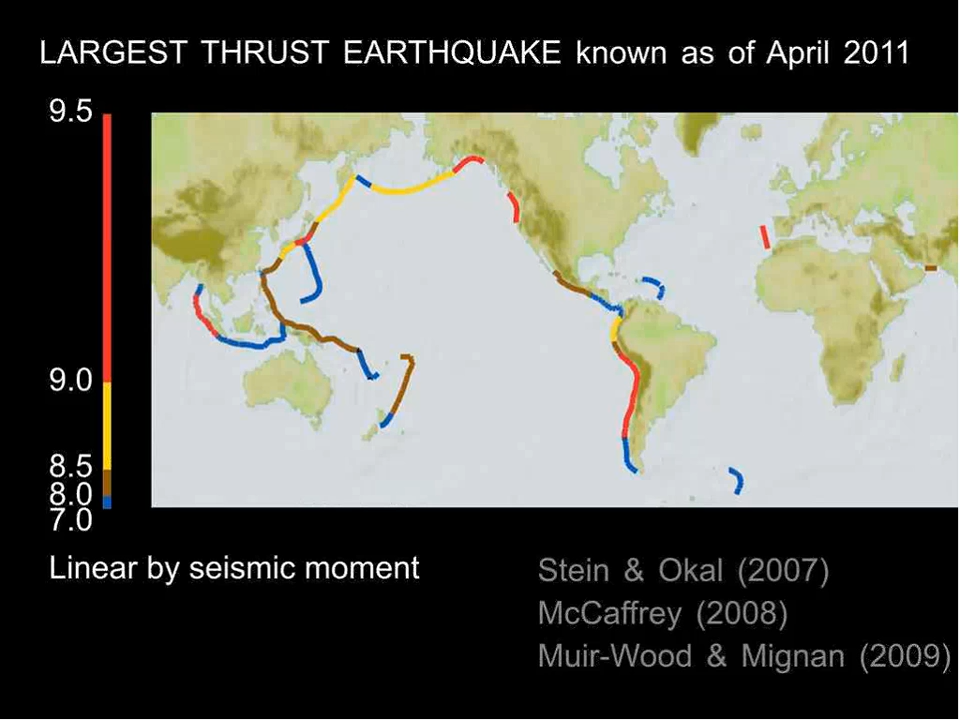 LARGEST THRUST EARTHQUAKE known as of April 2011
9.5
9.0
8.5
8.0
7.0
Linear by seismic moment
Stein & Okal (2007)
McCaffrey (2008)
Muir-Wood & Mignan (2009)